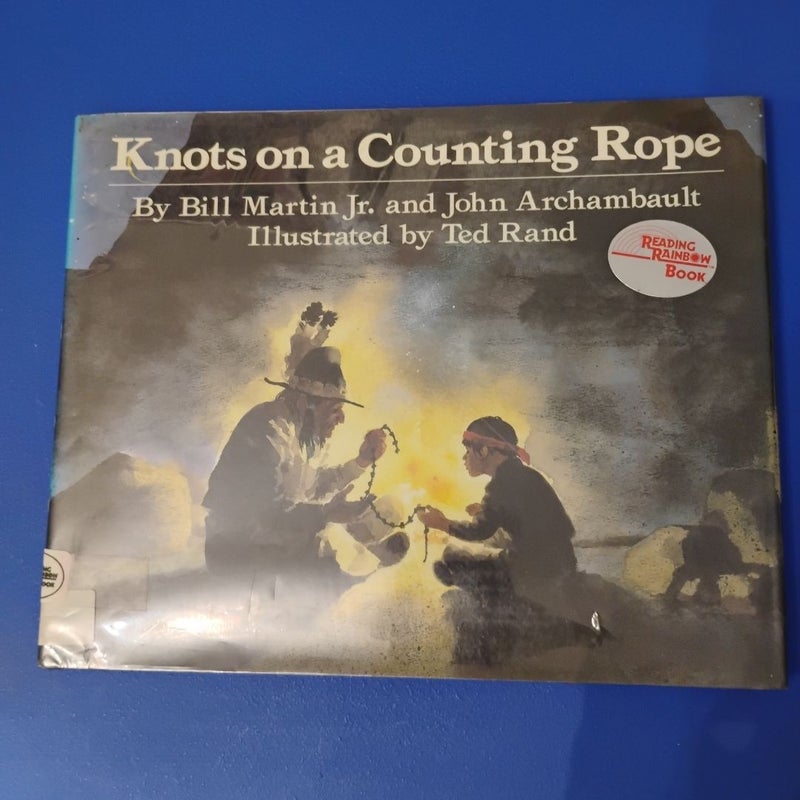 Knots on a Counting Rope
By Bill Martin Jr. and John Archambault
Illustrated by Ted Rand
READING
RAINBOW
BOOK